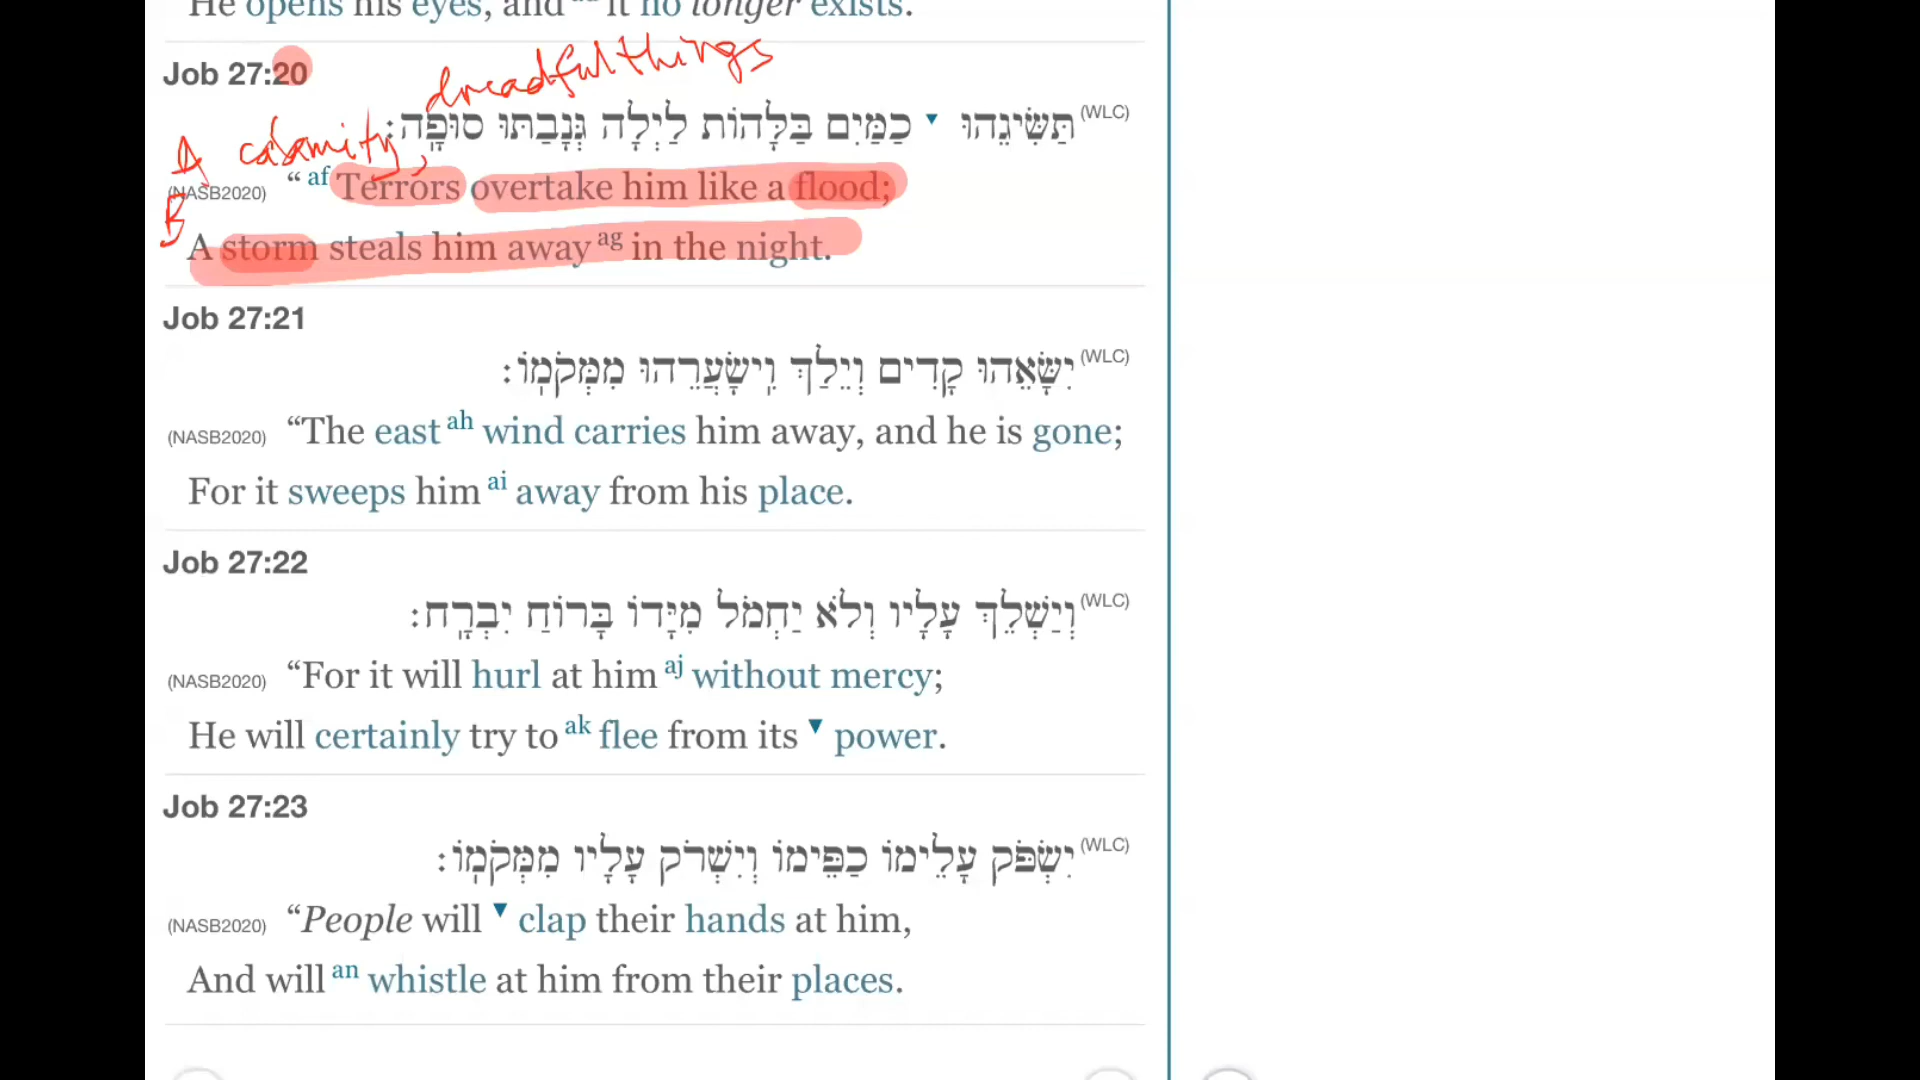 He opens his eyes, and it no longer exists.
Job 27:20
dreadful things
(WLC) תַּשִּׂיגֵהוּ ▼ כַמַּיִם בַּלָּהוֹת לַיְלָה גְּנָבַתּוּ סוּפָֽה׃
A calamity,
(NASB2020) “ af Terrors overtake him like a flood;
B
A storm steals him away ag in the night.
Job 27:21
(WLC) יִשָּׂאֵהוּ קָדִים וְיֵלַךְ וִֽישָׂעֲרֵהוּ מִמְּקֹמֽוֹ׃
(NASB2020) “The east ah wind carries him away, and he is gone;
For it sweeps him ai away from his place.
Job 27:22
(WLC) וְיַשְׁלֵךְ עָלָיו וְלֹא יַחְמֹל מִיָּדוֹ בָּרוֹחַ יִבְרָֽח׃
(NASB2020) “For it will hurl at him aj without mercy;
He will certainly try to ak flee from its ▼ power.
Job 27:23
(WLC) יִשְׂפֹּק עָלֵימוֹ כַפֵּימוֹ וְיִשְׁרֹק עָלָיו מִמְּקֹמֽוֹ׃
(NASB2020) “People will ▼ clap their hands at him,
And will an whistle at him from their places.